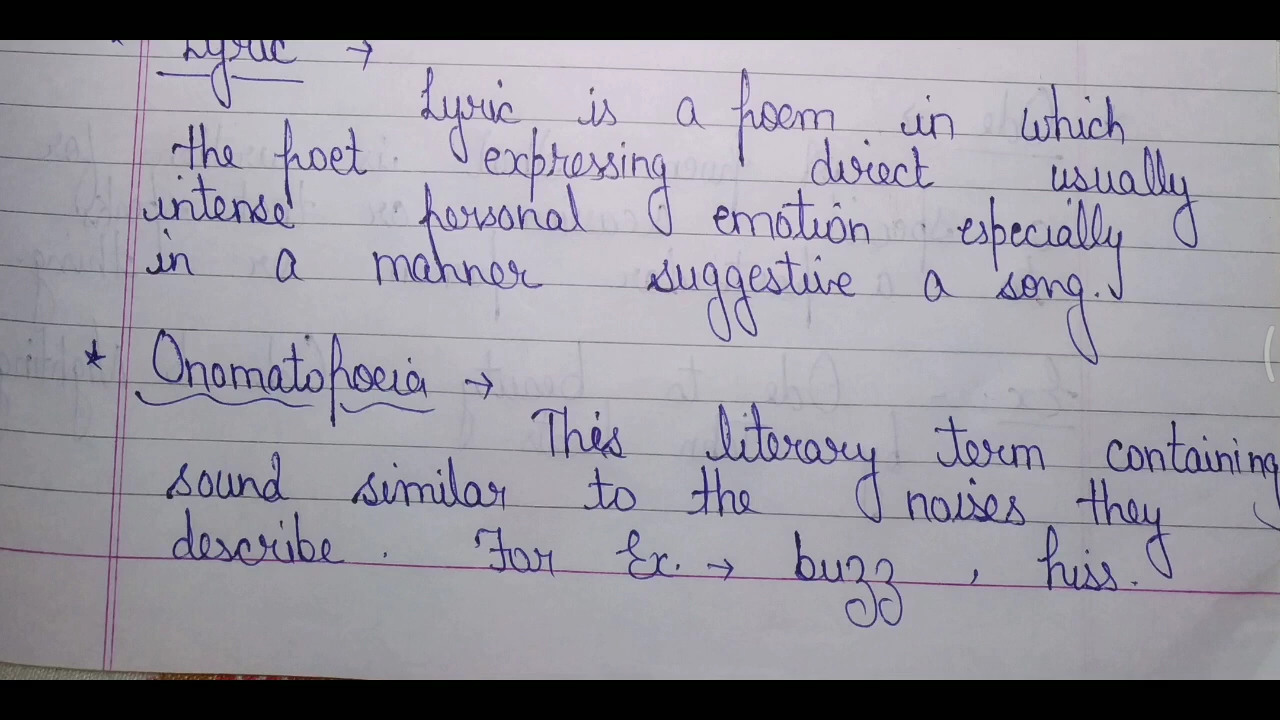 * Lyric →
Lyric is a poem in which
the poet expressing direct usually
intense personal emotion especially
in a manner suggestive a song.
* Onomatopoeia →
This literary term containing
sound similar to the noises they
describe. For Ex. → buzz, hiss.